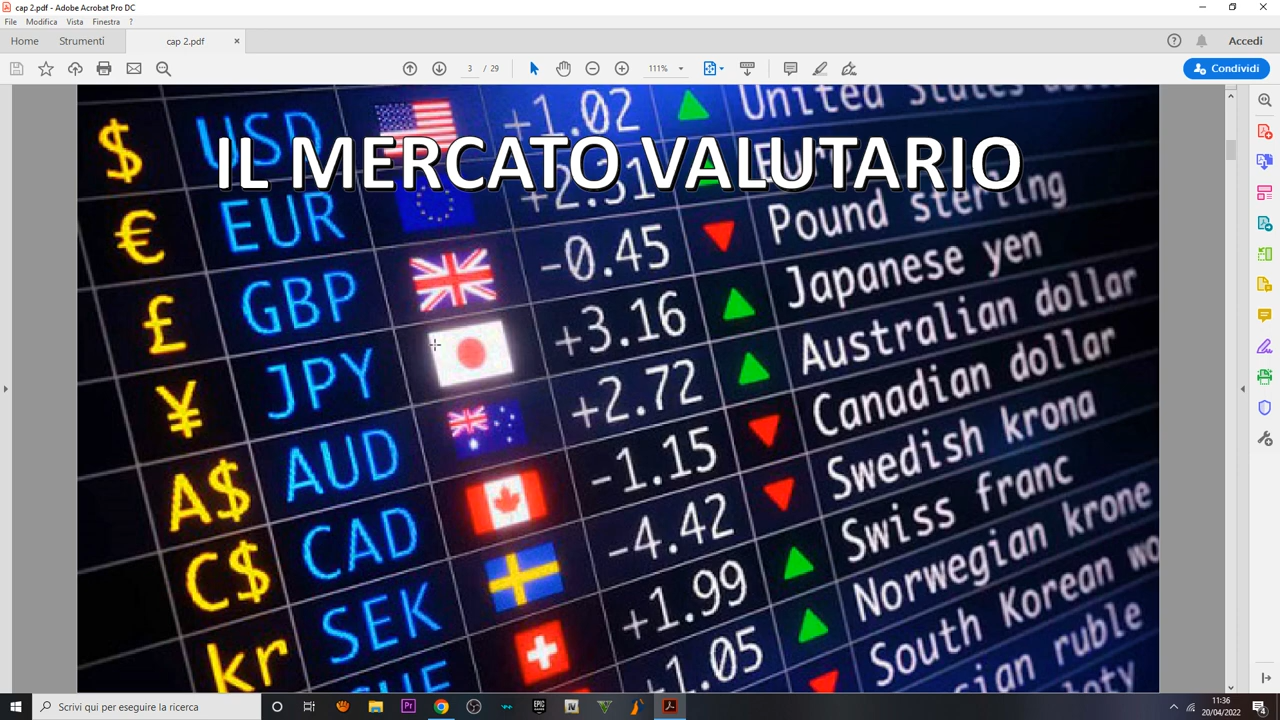 cap 2.pdf - Adobe Acrobat Pro DC
File Modifica Vista Finestra ?
Home Strumenti cap 2.pdf × Accedi
3 / 29 111% Condividi
IL MERCATO VALUTARIO
$ USD +1.02 United States
€ EUR +2.31 Euro
£ GBP -0.45 Pound sterling
¥ JPY +3.16 Japanese yen
A$ AUD +2.72 Australian dollar
C$ CAD -1.15 Canadian dollar
kr SEK -4.42 Swedish krona
+1.99 Swiss franc
1.05 Norwegian krone
South Korean
ruble
Scrivi qui per eseguire la ricerca
11:36
20/04/2022